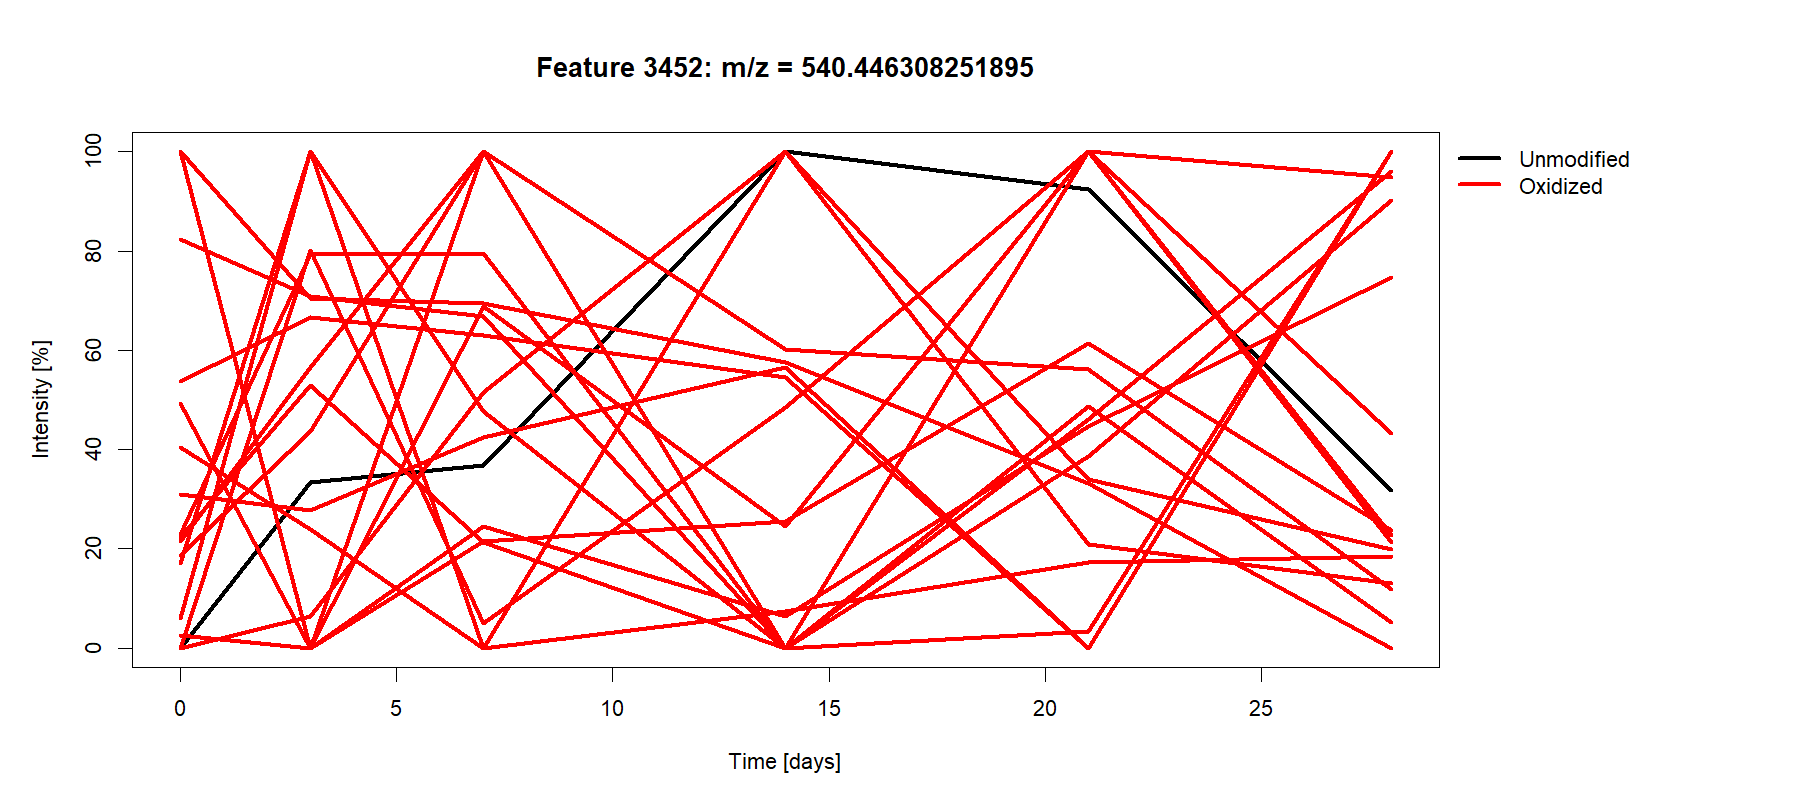 Feature 3452: m/z = 540.446308251895
Unmodified
Oxidized
Intensity [%]
100
80
60
40
20
0
0 5 10 15 20 25
Time [days]